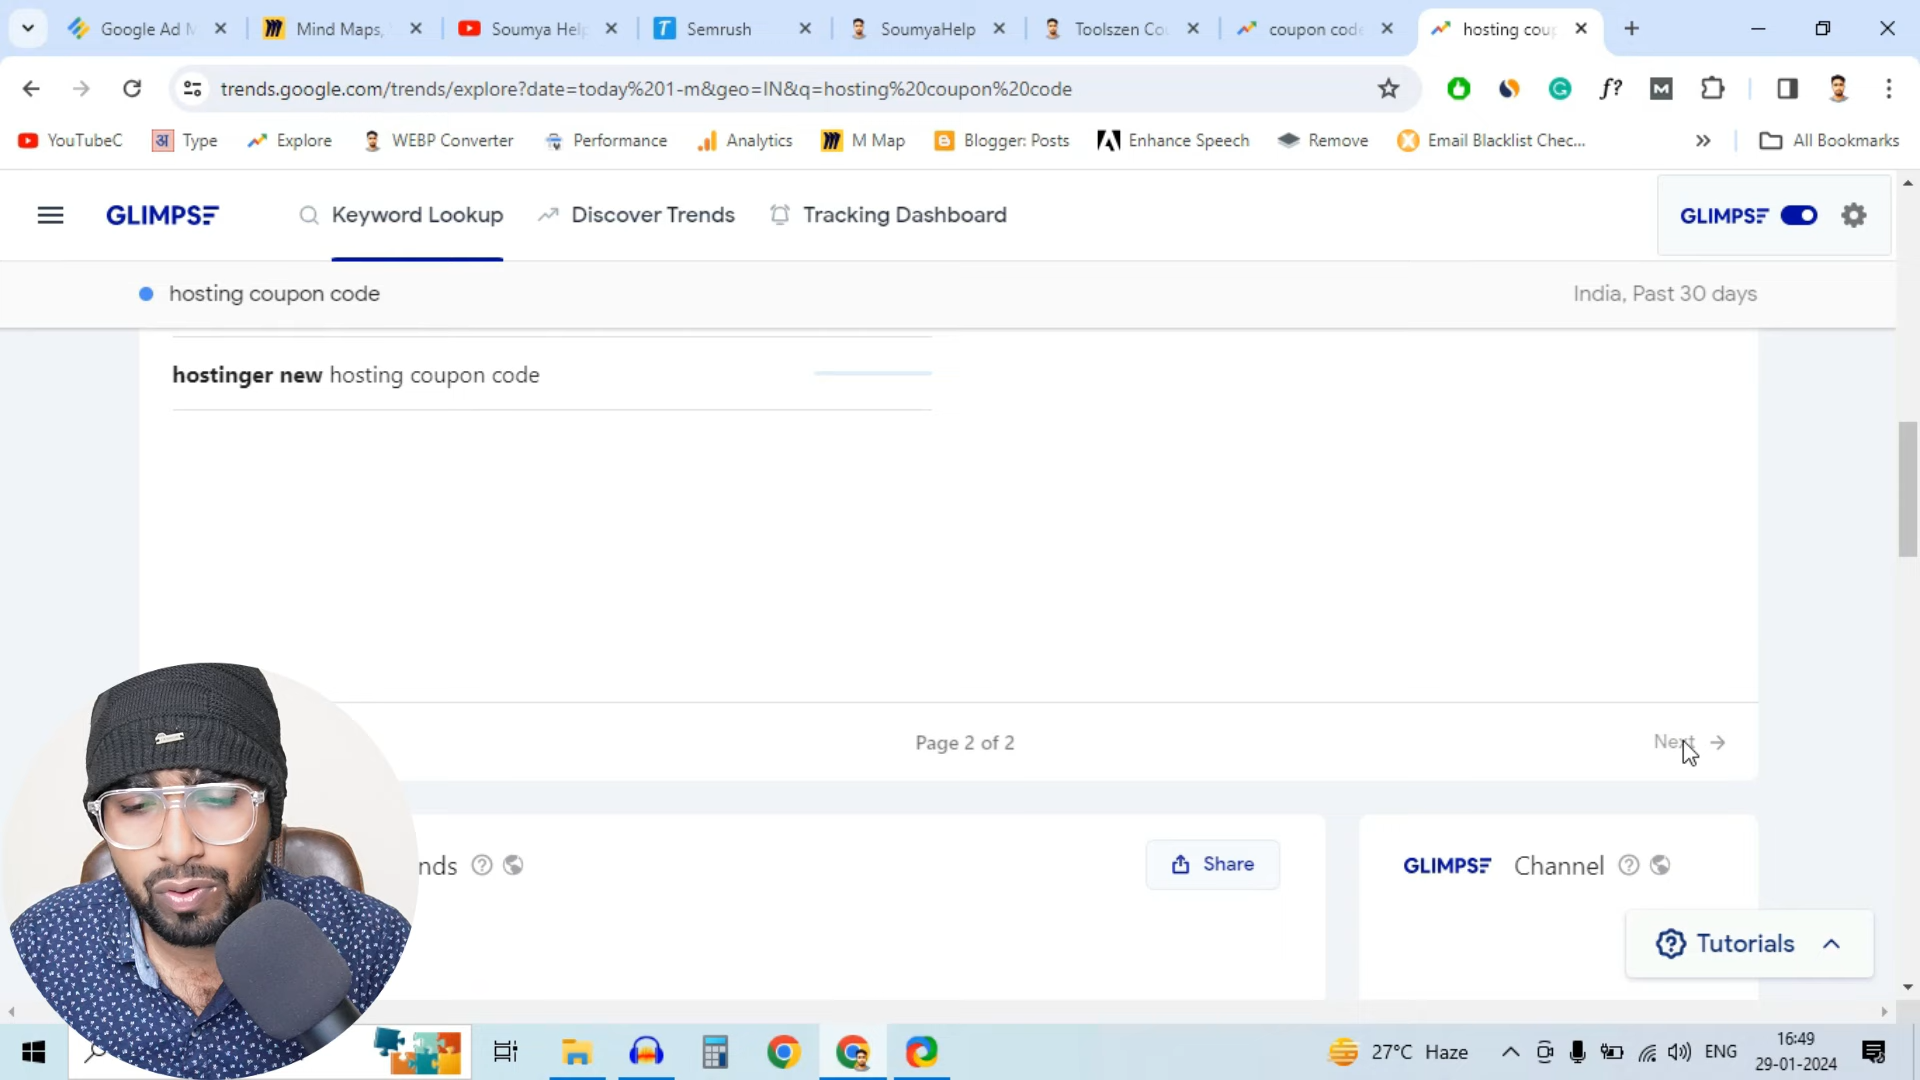 Google Ad M
Mind Maps,
Soumya Help
Semrush
SoumyaHelp
Toolszen Co
coupon code
hosting coup
trends.google.com/trends/explore?date=today%201-m&geo=IN&q=hosting%20coupon%20code
YouTubeC
Type
Explore
WEBP Converter
Performance
Analytics
M Map
Blogger: Posts
Enhance Speech
Remove
Email Blacklist Chec...
All Bookmarks
GLIMPSE
Keyword Lookup
Discover Trends
Tracking Dashboard
GLIMPSE
hosting coupon code
India, Past 30 days
hostinger new hosting coupon code
Page 2 of 2
Next
nds
Share
GLIMPSE Channel
Tutorials
27°C Haze
ENG
16:49
29-01-2024